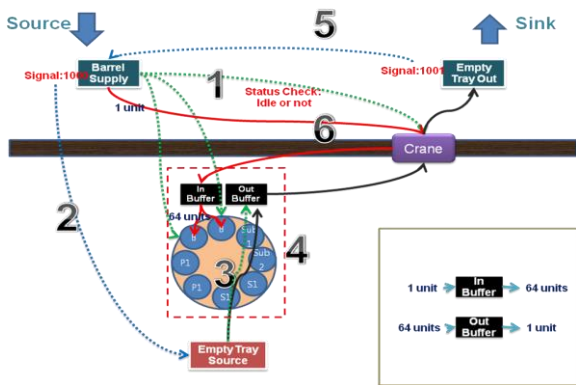 Source
5
Sink
Barrel
Supply
1
Signal:1001
Empty
Tray Out
Status Check:
Idle or not
1 unit
6
Crane
In
Buffer
Out
Buffer
2
64 units
B
B
Sub
1
4
Sub
2
P1
3
P1
S1
S1
Empty Tray
Source
1 unit
In
Buffer
64 units
64 units
Out
Buffer
1 unit